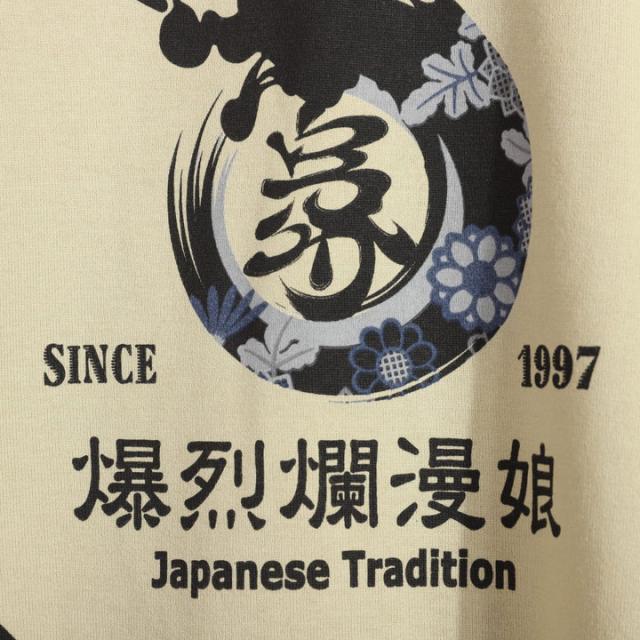 SINCE 1997
爆烈爛漫娘
Japanese Tradition